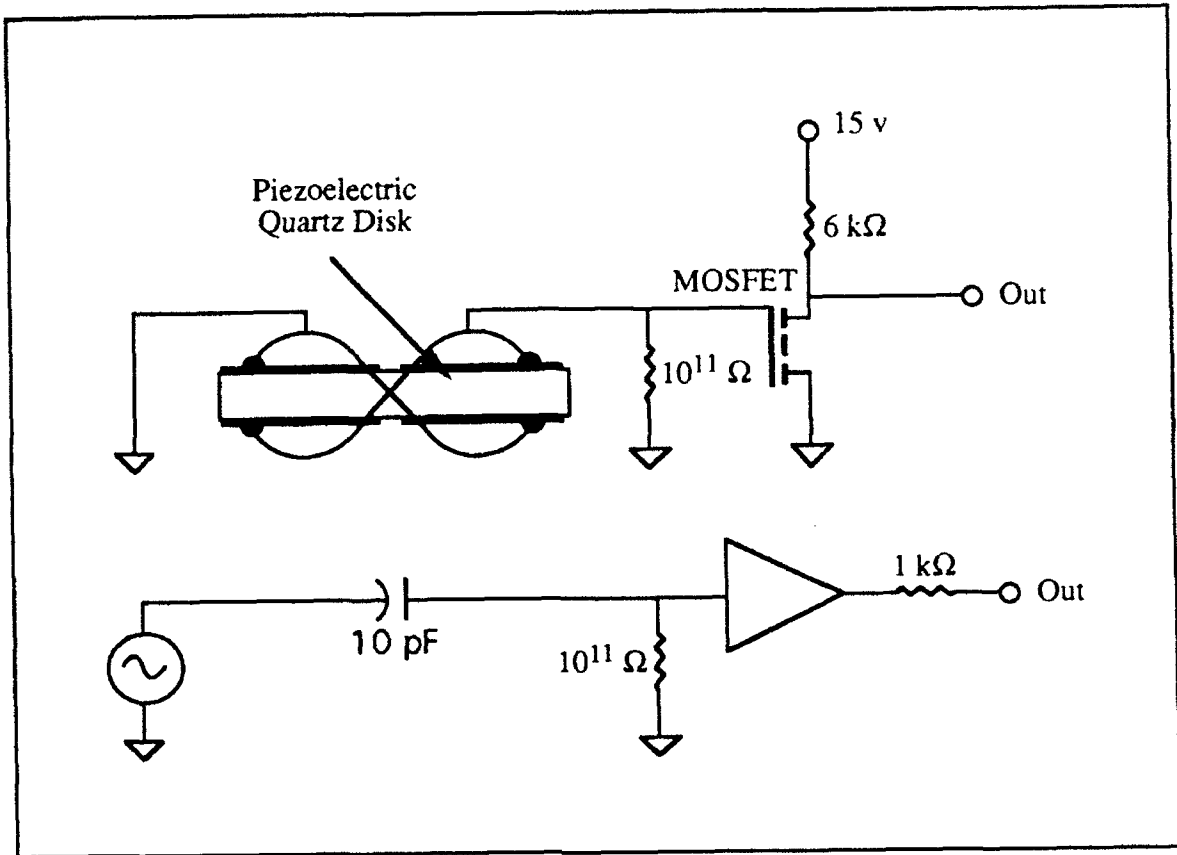 15 v
Piezoelectric
Quartz Disk
6 kΩ
MOSFET
Out
10¹¹ Ω
1 kΩ
Out
10 pF
10¹¹ Ω